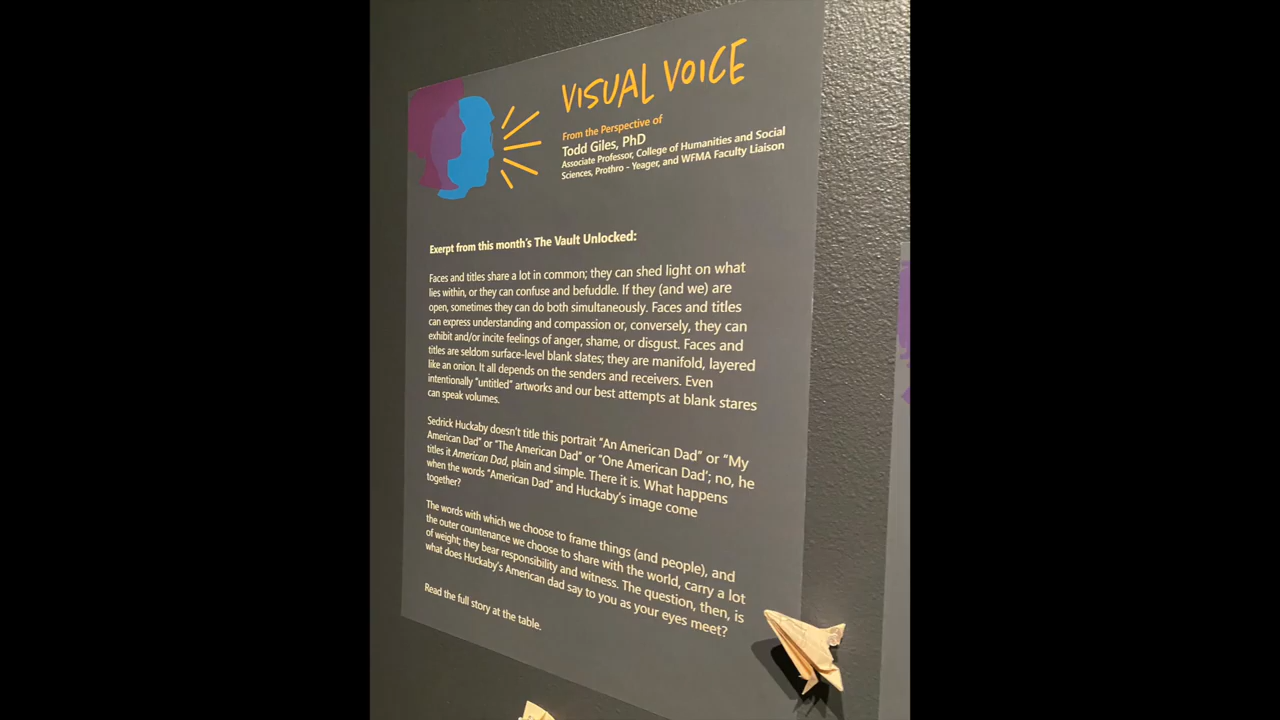 VISUAL VOICE
From the Perspective of
Todd Giles, PhD
Associate Professor, College of Humanities and Social
Sciences, Prothro - Yeager, and WFMA Faculty Liaison
Exerpt from this month's The Vault Unlocked:
Faces and titles share a lot in common; they can shed light on what
lies within, or they can confuse and befuddle. If they (and we) are
open, sometimes they can do both simultaneously. Faces and titles
can express understanding and compassion or, conversely, they can
exhibit and/or incite feelings of anger, shame, or disgust. Faces and
titles are seldom surface-level blank slates; they are manifold, layered
like an onion. It all depends on the senders and receivers. Even
intentionally "untitled" artworks and our best attempts at blank stares
can speak volumes.
Sedrick Huckaby doesn't title this portrait "An American Dad" or "My
American Dad" or "The American Dad" or "One American Dad'; no, he
titles it American Dad, plain and simple. There it is. What happens
when the words "American Dad" and Huckaby's image come
together?
The words with which we choose to frame things (and people), and
the outer countenance we choose to share with the world, carry a lot
of weight; they bear responsibility and witness. The question, then, is
what does Huckaby's American dad say to you as your eyes meet?
Read the full story at the table.